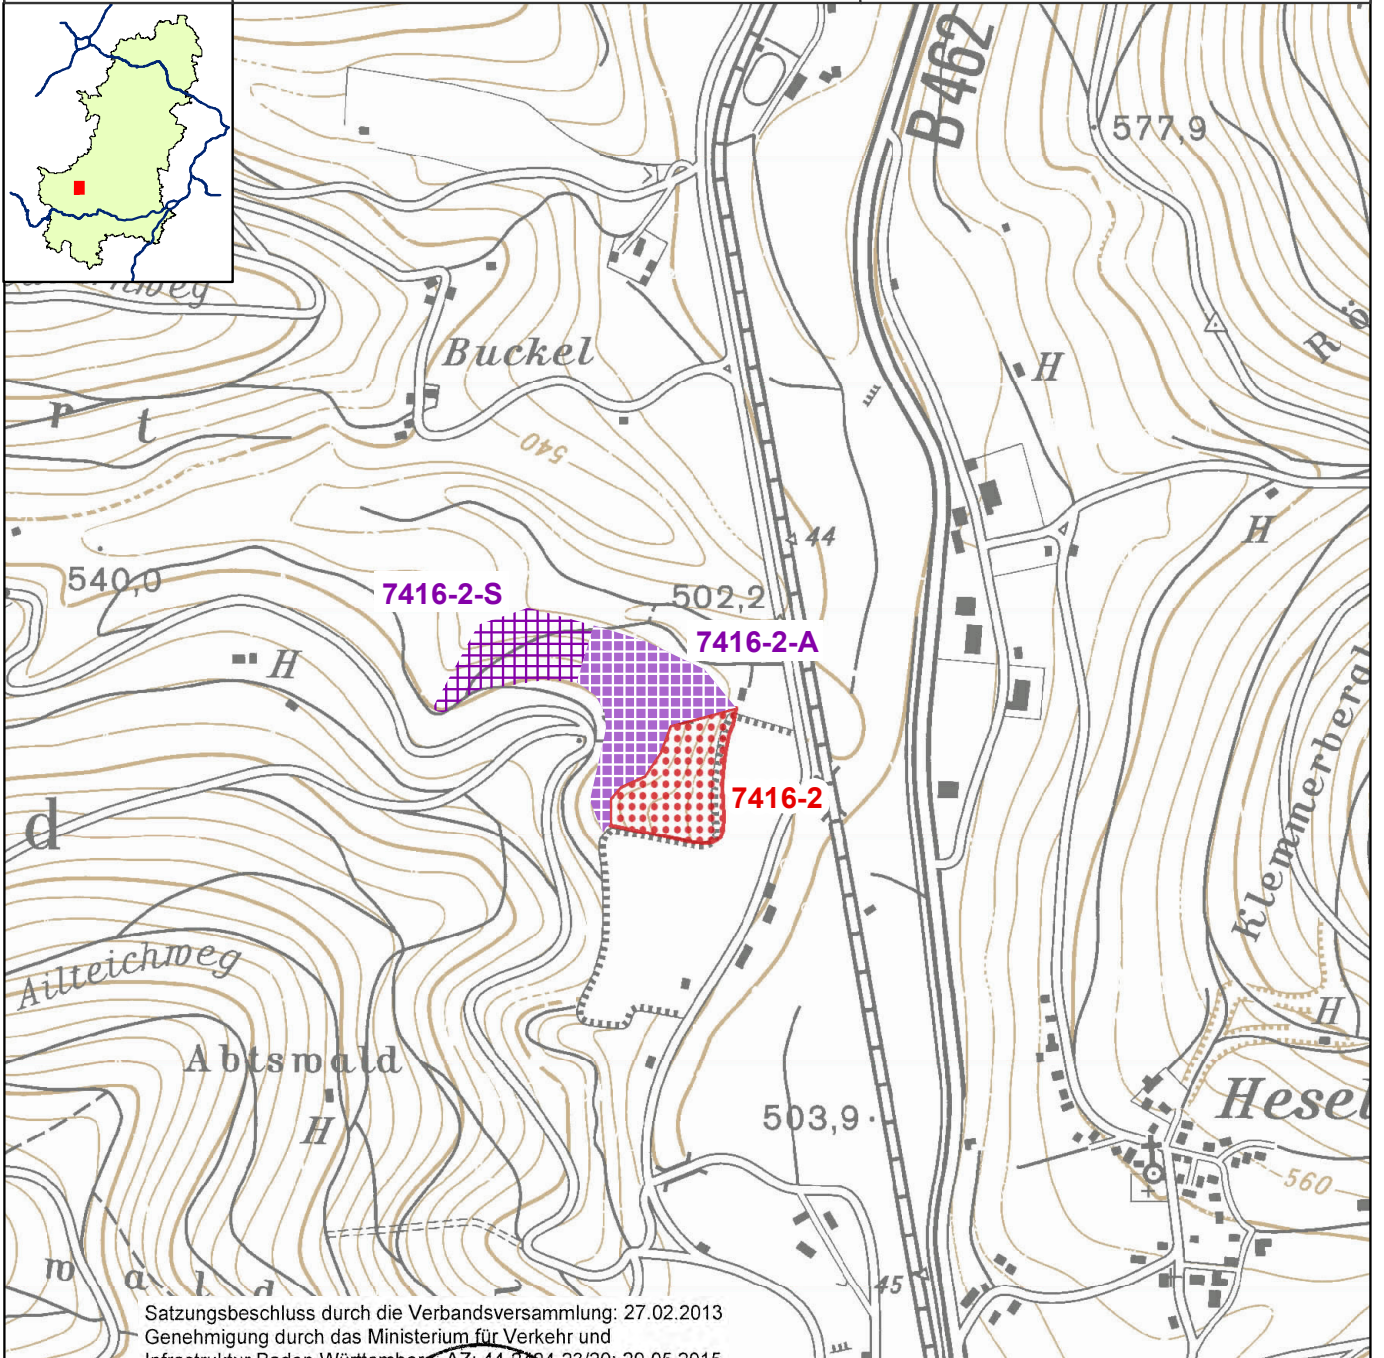 B 462
577,9
Buckel
H
R ö
r t
540
44
540,0
7416-2-S
502,2
7416-2-A
H
H
7416-2
d
Klemmerberg
Ailteichweg
H
Abtswald
H
503,9
Hesel
560
w a l d
45
Satzungsbeschluss durch die Verbandsversammlung: 27.02.2013
Genehmigung durch das Ministerium für Verkehr und